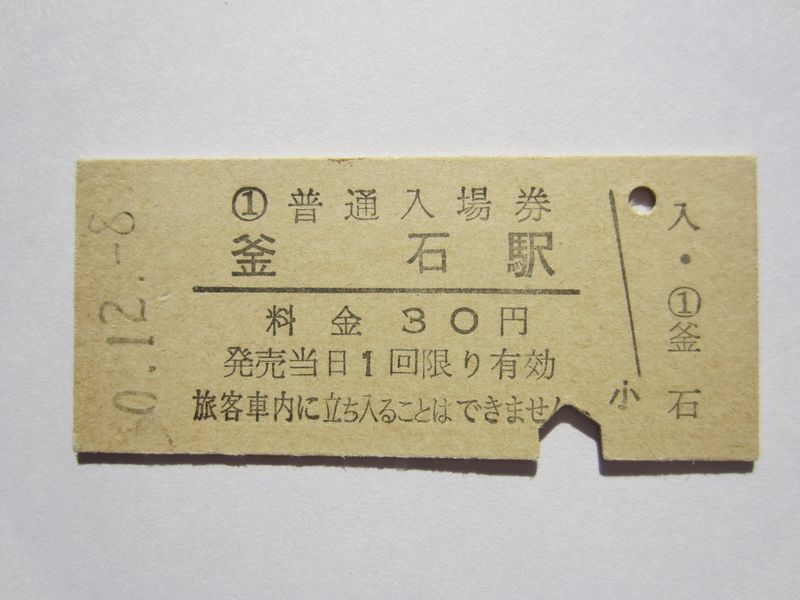 ①普通入場券
釜石駅
料金30円
発売当日1回限り有効
旅客車内に立ち入ることはできません
小
入・①釜石
50.12.-8